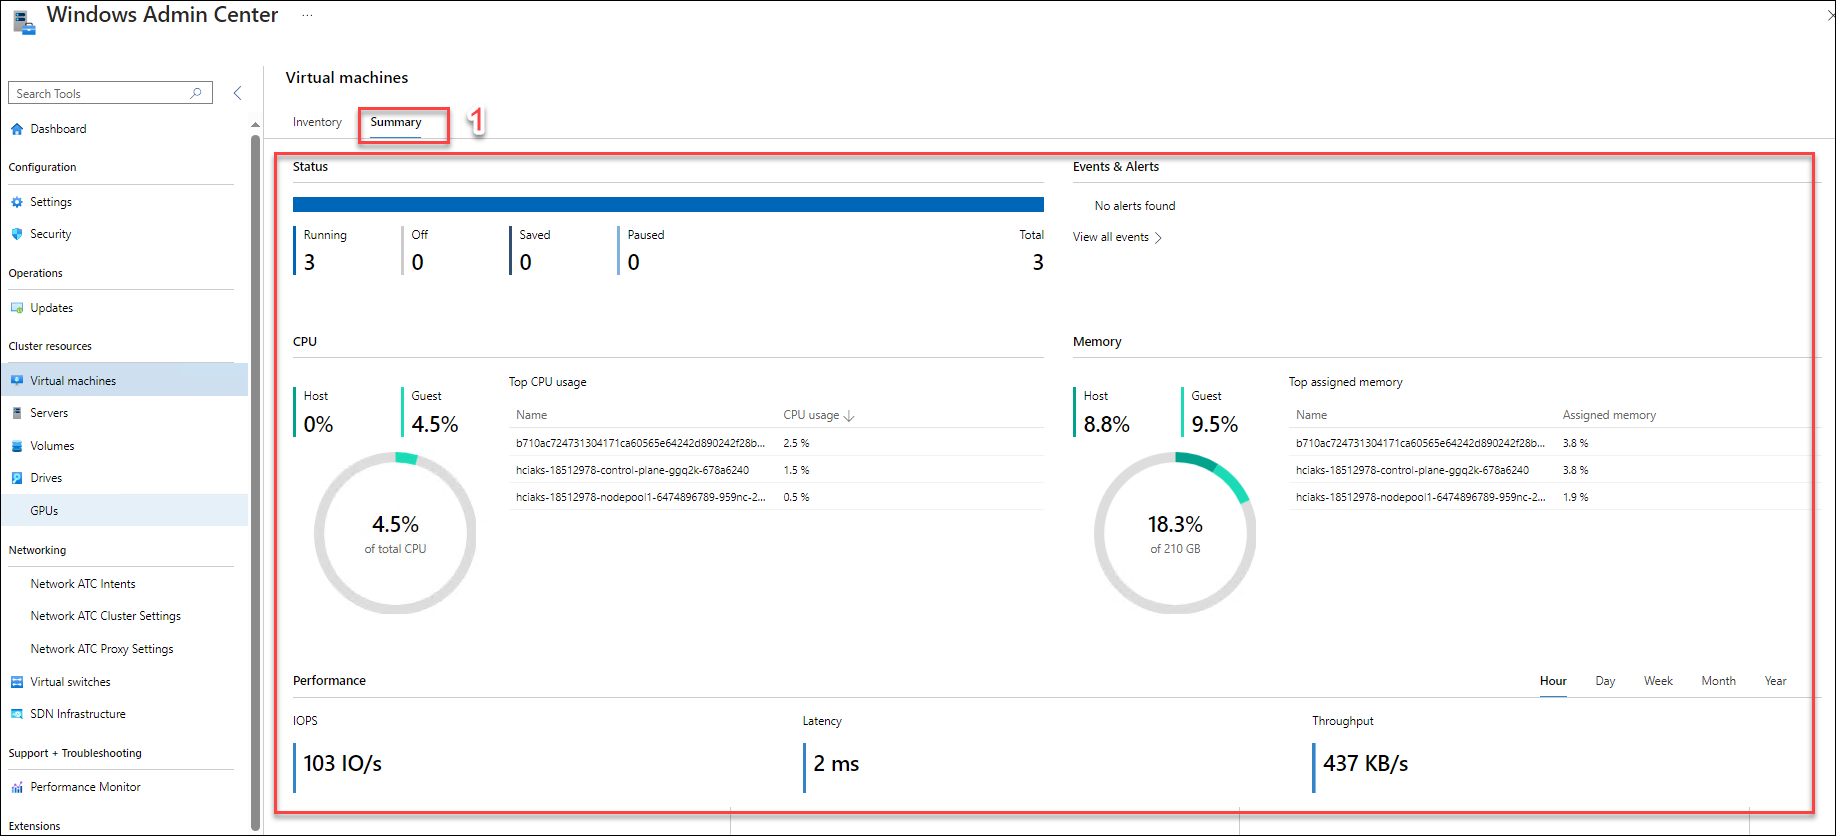 Windows Admin Center ...
Search Tools
Dashboard
Configuration
Settings
Security
Operations
Updates
Cluster resources
Virtual machines
Servers
Volumes
Drives
GPUs
Networking
Network ATC Intents
Network ATC Cluster Settings
Network ATC Proxy Settings
Virtual switches
SDN Infrastructure
Support + Troubleshooting
Performance Monitor
Extensions
Virtual machines
Inventory Summary 1
Status
Running Off Saved Paused Total
3 0 0 0 3
Events & Alerts
No alerts found
View all events
CPU
Host Guest
0% 4.5%
4.5%
of total CPU
Top CPU usage
Name CPU usage
b710ac724731304171ca60565e64242d890242f28b... 2.5 %
hciaks-18512978-control-plane-ggq2k-678a6240 1.5 %
hciaks-18512978-nodepool1-6474896789-959nc-2... 0.5 %
Memory
Host Guest
8.8% 9.5%
18.3%
of 210 GB
Top assigned memory
Name Assigned memory
b710ac724731304171ca60565e64242d890242f28b... 3.8 %
hciaks-18512978-control-plane-ggq2k-678a6240 3.8 %
hciaks-18512978-nodepool1-6474896789-959nc-2... 1.9 %
Performance Hour Day Week Month Year
IOPS Latency Throughput
103 IO/s 2 ms 437 KB/s